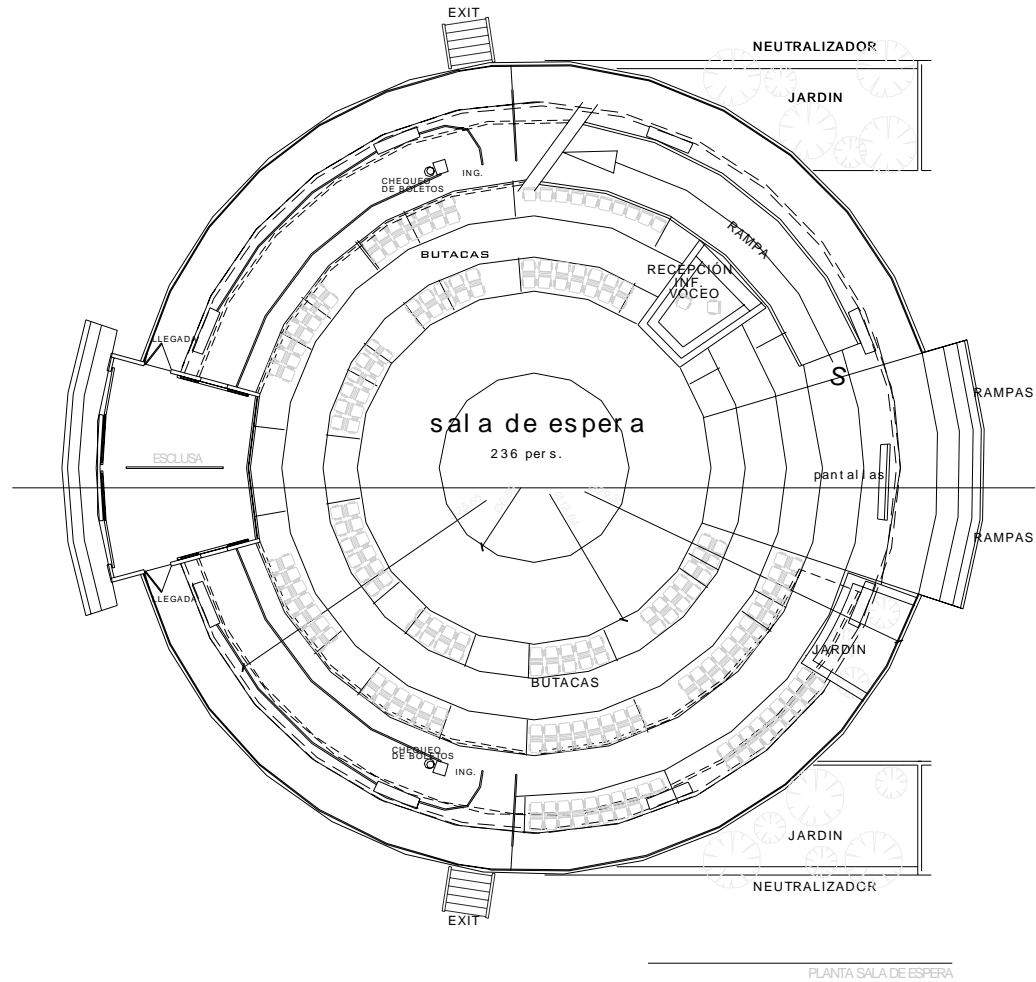 EXIT
NEUTRALIZADOR
JARDIN
CHEQUEO
DE BOLETOS
ING.
RAMPA
BUTACAS
RECEPCIÓN
INF.
VOCEO
LLEGADA
S
RAMPAS
sala de espera
236 pers.
ESCLUSA
pantallas
RAMPAS
LLEGADA
JARDIN
BUTACAS
CHEQUEO
DE BOLETOS
ING.
JARDIN
NEUTRALIZADOR
EXIT
PLANTA SALA DE ESPERA